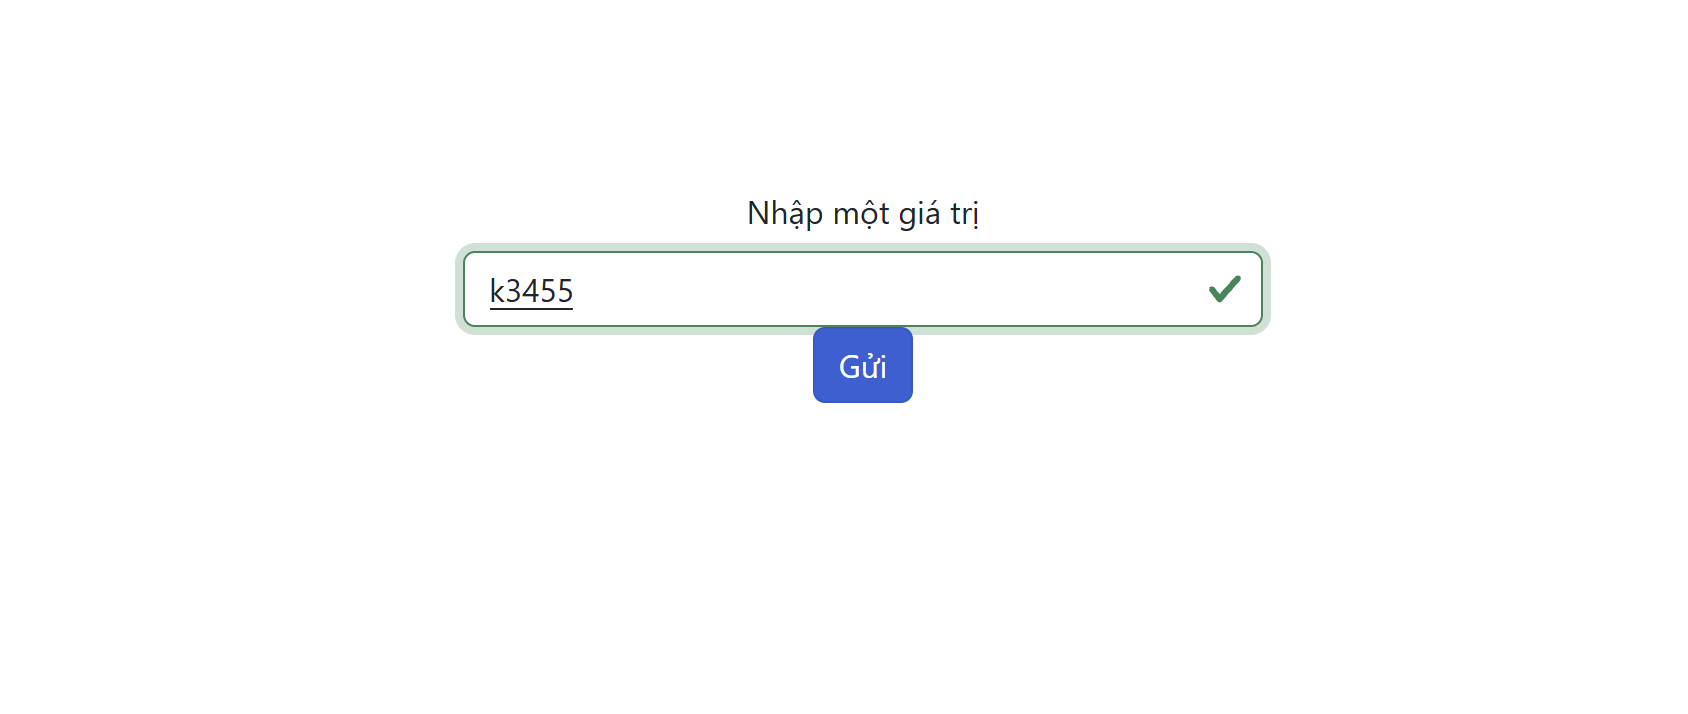 Nhập một giá trị
k3455
Gửi